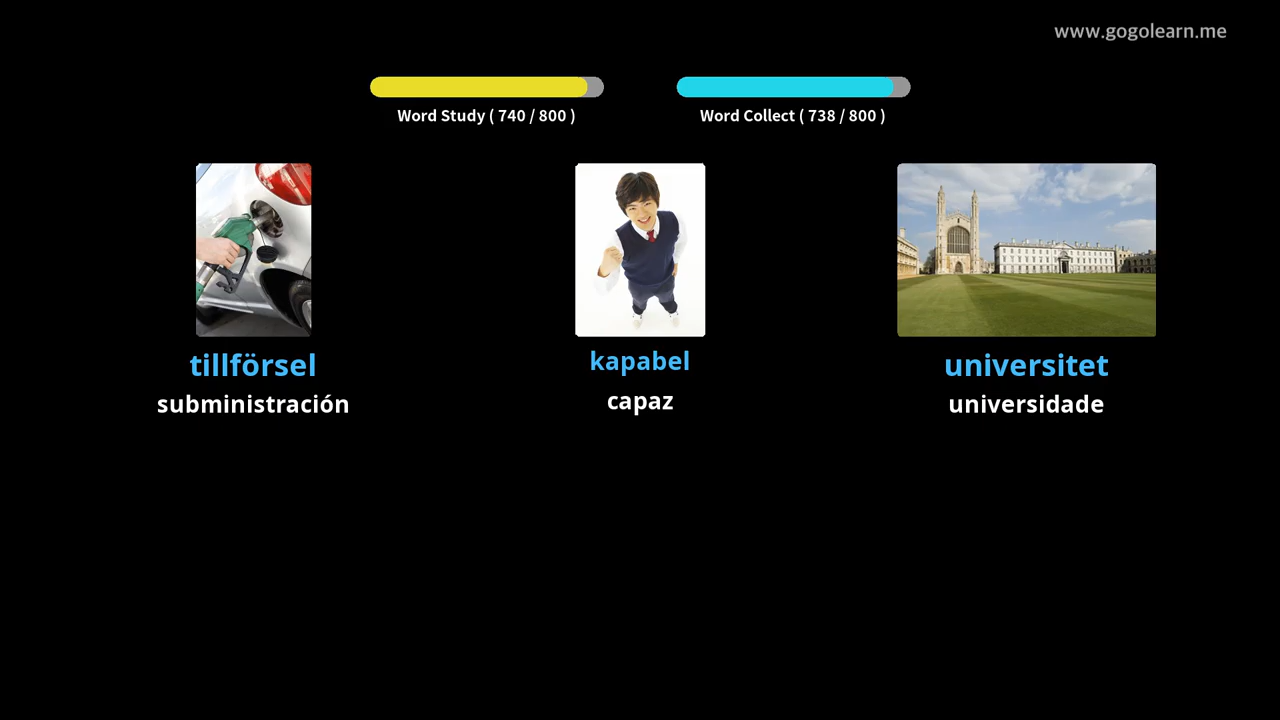 www.gogolearn.me
Word Study ( 740 / 800 )
Word Collect ( 738 / 800 )
tillförsel
subministración
kapabel
capaz
universitet
universidade